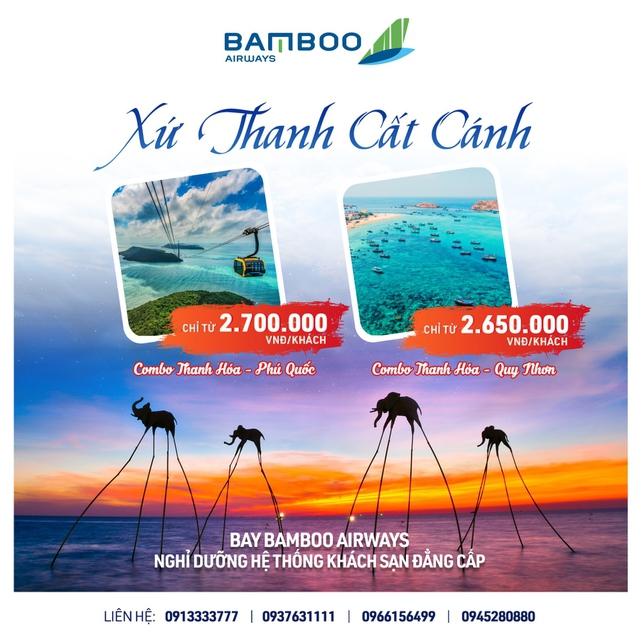 BAMBOO
AIRWAYS
Xứ Thanh Cất Cánh
CHỈ TỪ 2.700.000
VNĐ/KHÁCH
CHỈ TỪ 2.650.000
VNĐ/KHÁCH
Combo Thanh Hóa - Phú Quốc
Combo Thanh Hóa - Quy Nhơn
BAY BAMBOO AIRWAYS
NGHỈ DƯỠNG HỆ THỐNG KHÁCH SẠN ĐẲNG CẤP
LIÊN HỆ: 0913333777 | 0937631111 | 0966156499 | 0945280880